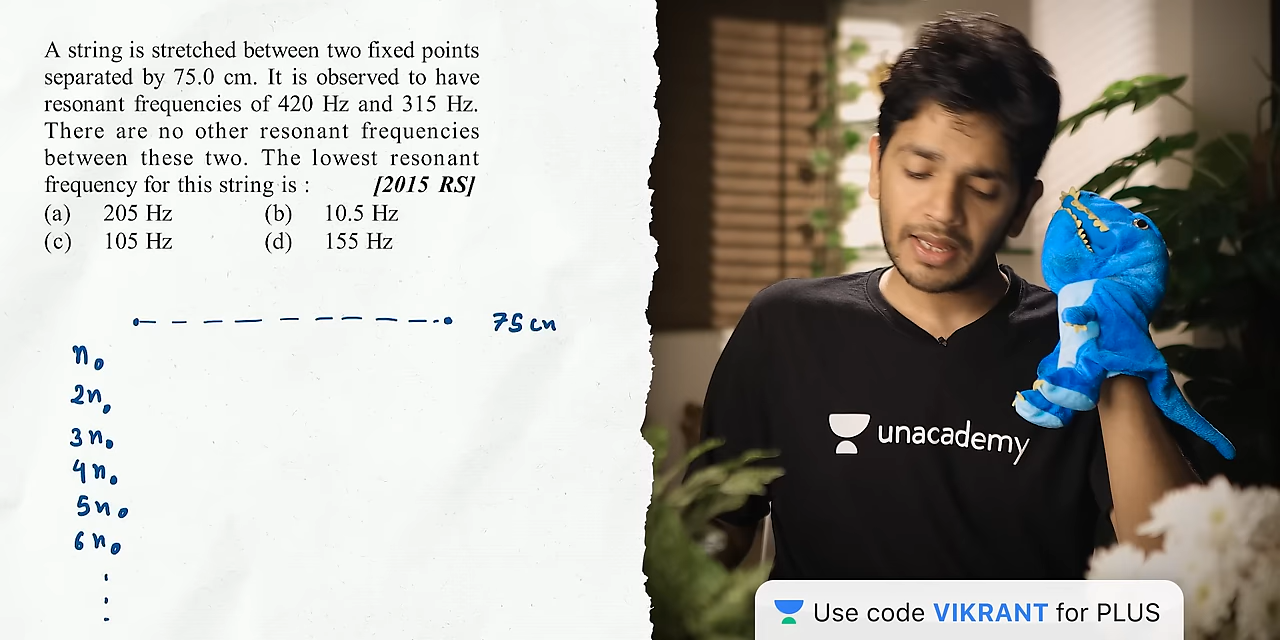 A string is stretched between two fixed points
separated by 75.0 cm. It is observed to have
resonant frequencies of 420 Hz and 315 Hz.
There are no other resonant frequencies
between these two. The lowest resonant
frequency for this string is : [2015 RS]
(a) 205 Hz (b) 10.5 Hz
(c) 105 Hz (d) 155 Hz
75 cm
n₀
2n₀
3n₀
4n₀
5n₀
6n₀
unacademy
Use code VIKRANT for PLUS